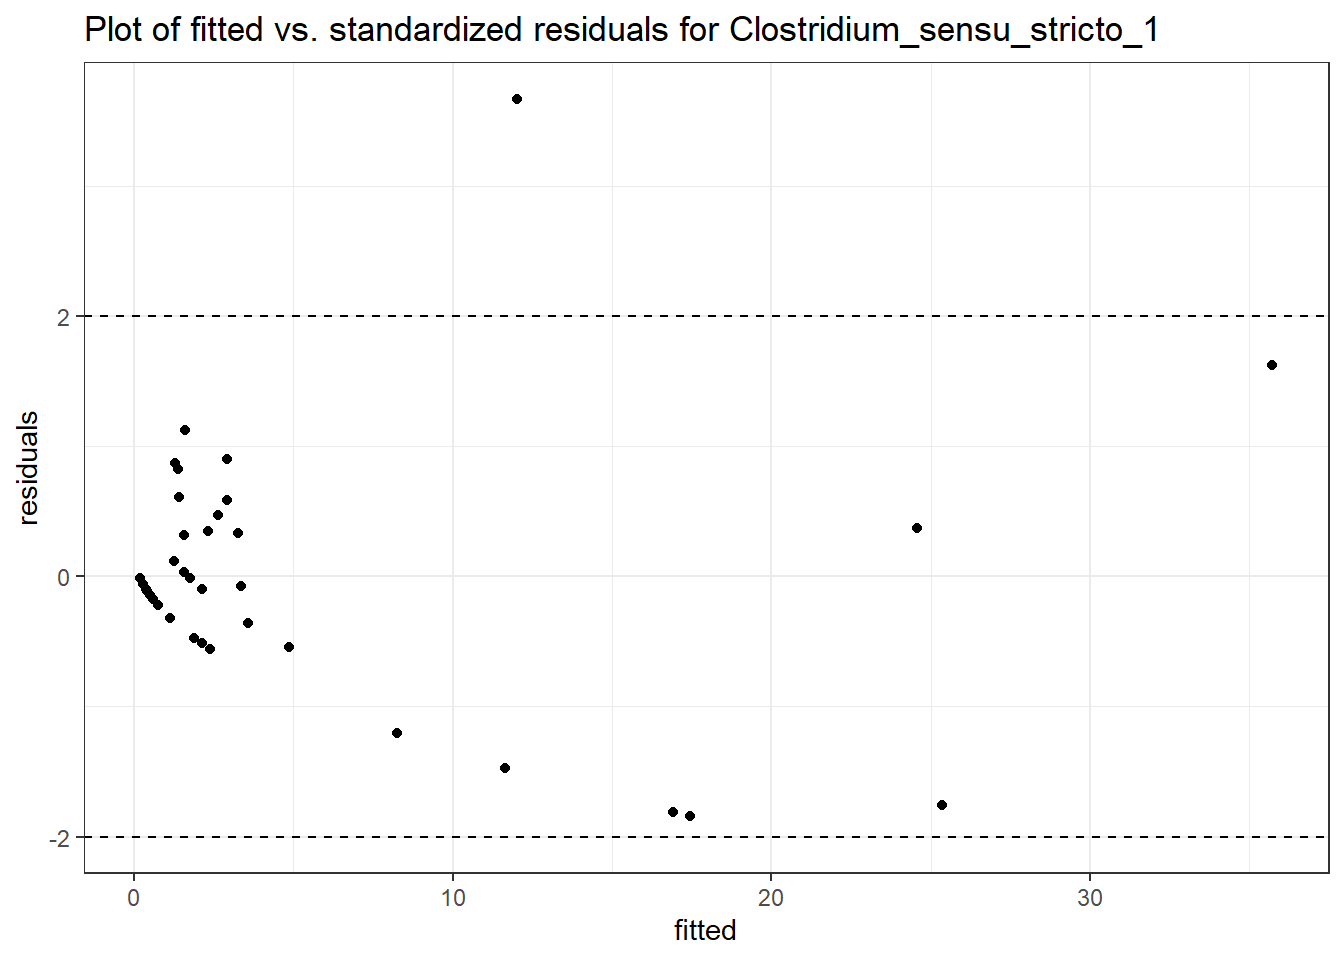 Plot of fitted vs. standardized residuals for Clostridium_sensu_stricto_1
residuals
2
0
-2
0 10 20 30
fitted